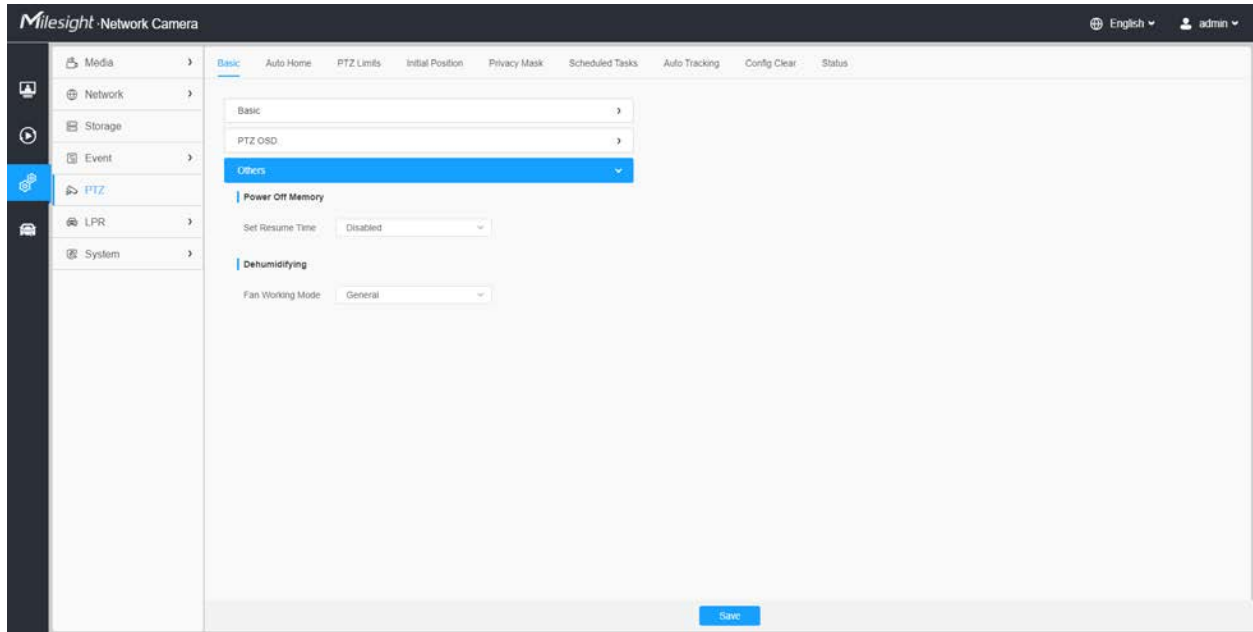 Milesight·Network Camera
English
admin
Media
Network
Storage
Event
PTZ
LPR
System
Basic Auto Home PTZ Limits Initial Position Privacy Mask Scheduled Tasks Auto Tracking Config Clear Status
Basic
PTZ OSD
Others
Power Off Memory
Set Resume Time Disabled
Dehumidifying
Fan Working Mode General
Save